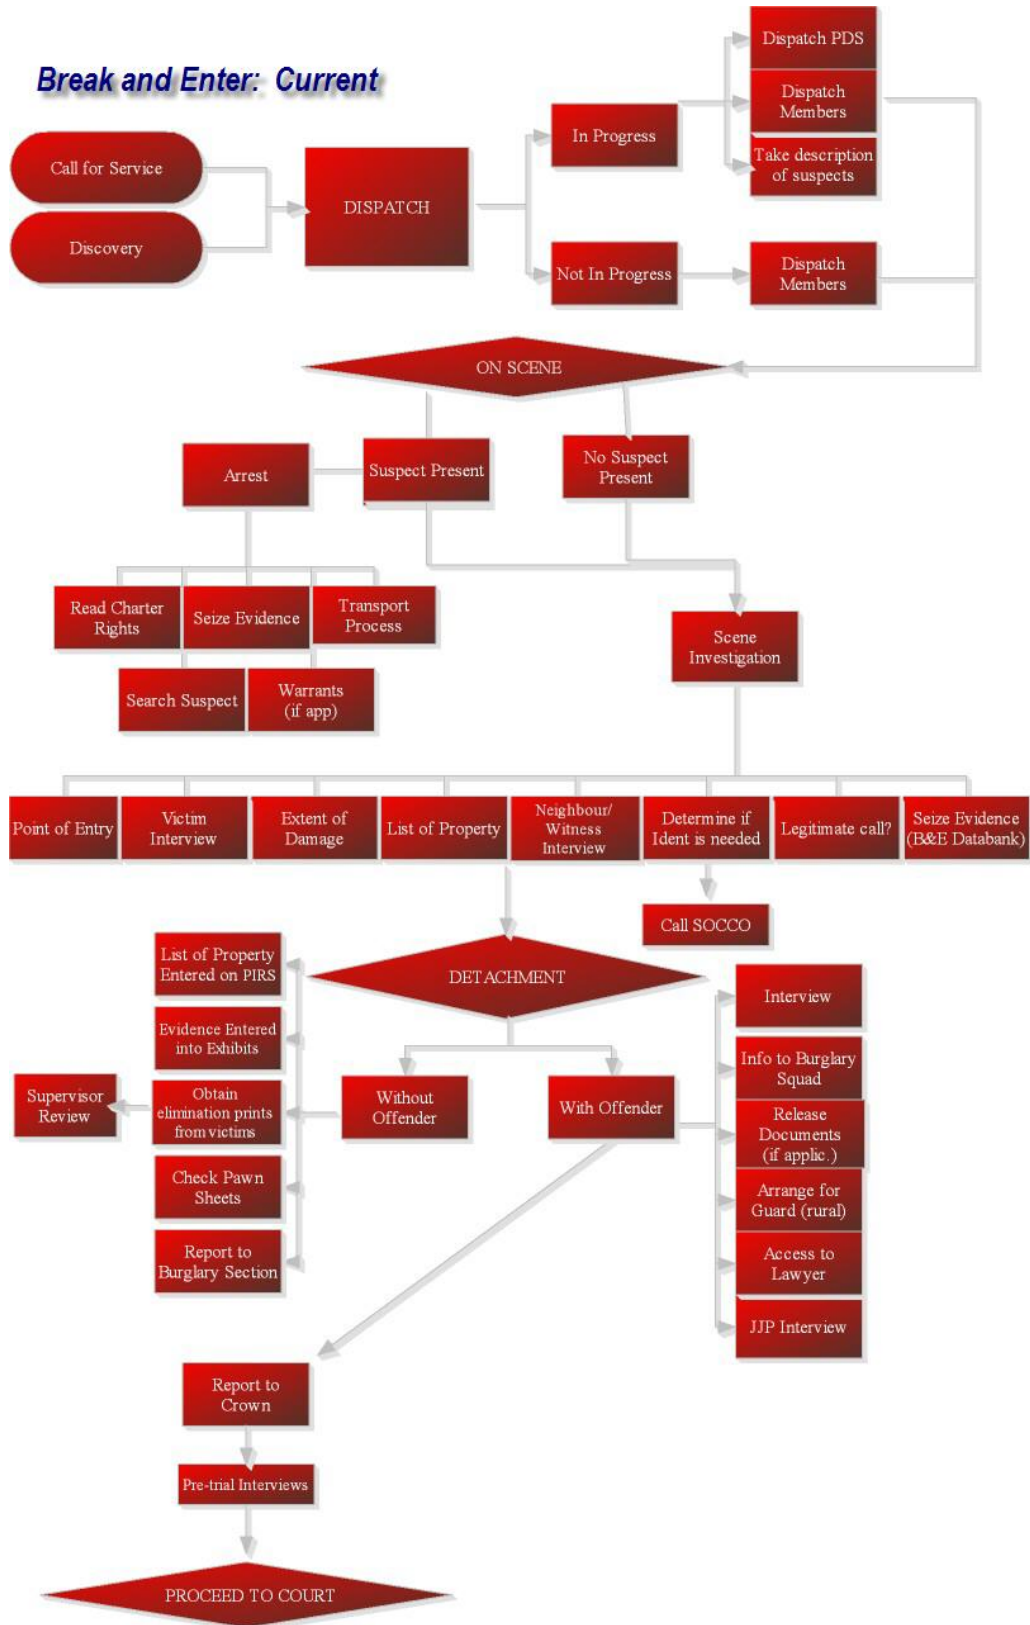 Break and Enter: Current
Call for Service
Discovery
DISPATCH
In Progress
Not In Progress
Dispatch PDS
Dispatch
Members
Take description
of suspects
Dispatch
Members
ON SCENE
Arrest
Suspect Present
No Suspect
Present
Read Charter
Rights
Seize Evidence
Transport
Process
Search Suspect
Warrants
(if app)
Scene
Investigation
Point of Entry
Victim
Interview
Extent of
Damage
List of Property
Neighbour/
Witness
Interview
Determine if
Ident is needed
Legitimate call?
Seize Evidence
(B&E Databank)
Call SOCCO
DETACHMENT
List of Property
Entered on PIRS
Evidence Entered
into Exhibits
Supervisor
Review
Obtain
elimination prints
from victims
Check Pawn
Sheets
Report to
Burglary Section
Without
Offender
With Offender
Interview
Info to Burglary
Squad
Release
Documents
(if applic.)
Arrange for
Guard (rural)
Access to
Lawyer
JJP Interview
Report to
Crown
Pre-trial Interviews
PROCEED TO COURT